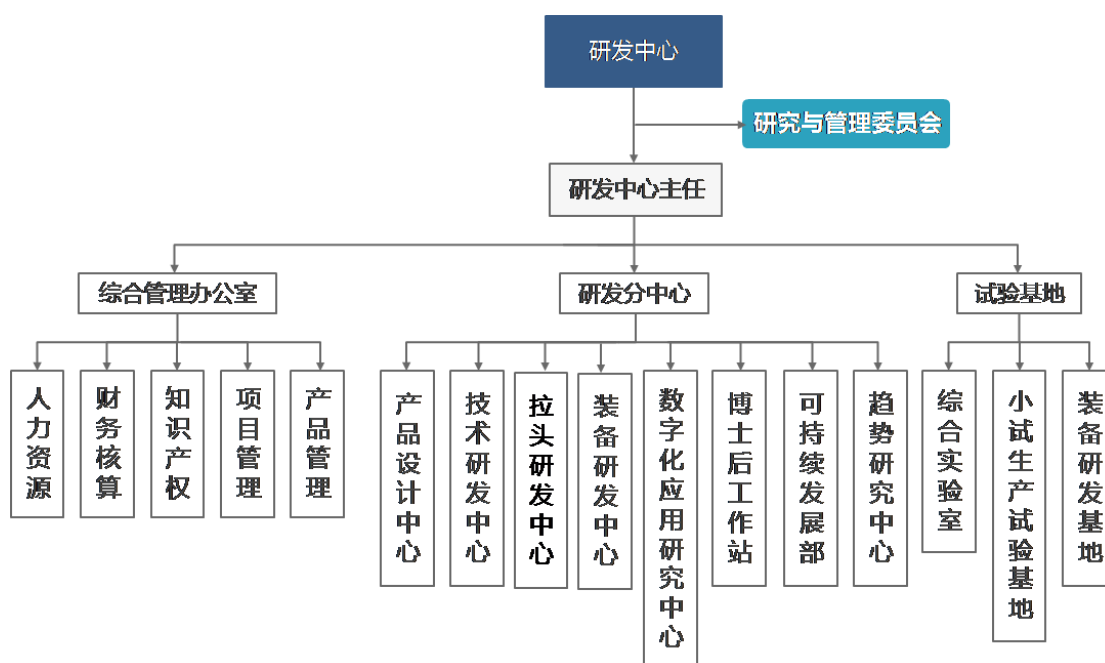 研发中心
研究与管理委员会
研发中心主任
综合管理办公室
研发分中心
试验基地
人力资源
财务核算
知识产权
项目管理
产品管理
产品设计中心
技术研发中心
拉头研发中心
装备研发中心
数字化应用研究中心
博士后工作站
可持续发展部
趋势研究中心
综合实验室
小试生产试验基地
装备研发基地